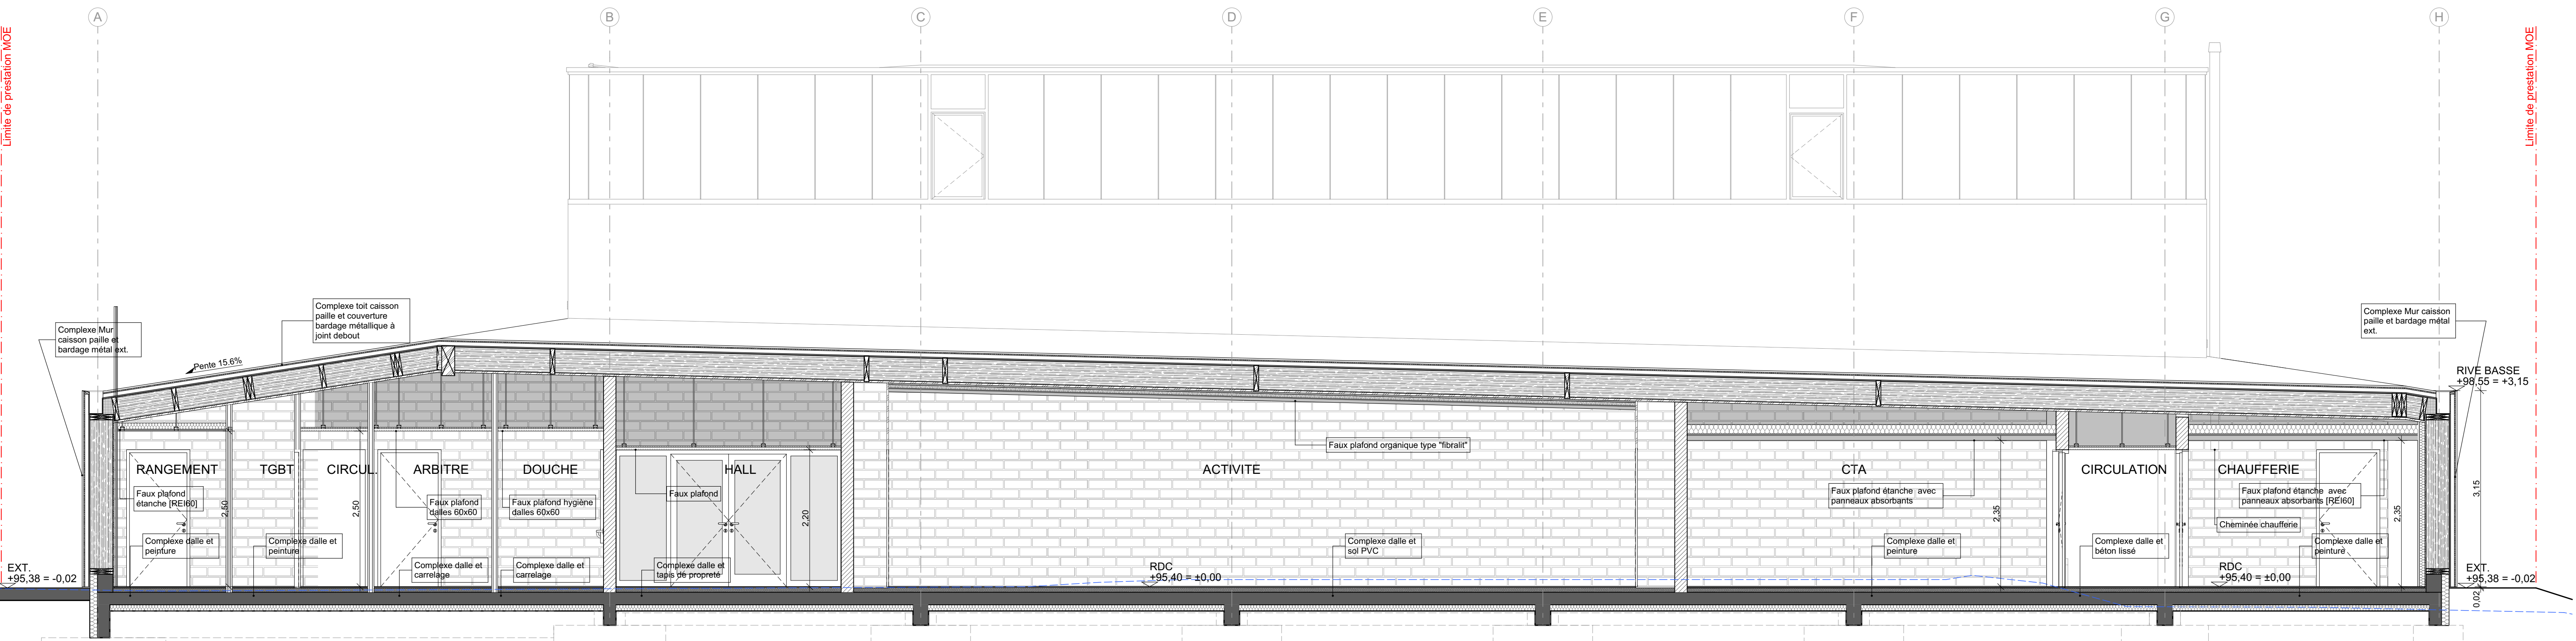 A
B
C
D
E
F
G
H
Limite de prestation MOE
Limite de prestation MOE
Complexe Mur
caisson paille et
bardage métal ext.
Complexe toit caisson
paille et couverture
bardage métallique à
joint debout
Complexe Mur caisson
paille et bardage métal
ext.
Pente 15.6%
RIVE BASSE
+98,55 = +3,15
Faux plafond organique type "fibralit"
RANGEMENT
TGBT
CIRCUL.
ARBITRE
DOUCHE
HALL
ACTIVITE
CTA
CIRCULATION
CHAUFFERIE
Faux plafond
étanche [REI60]
2,50
2,50
Faux plafond
dalles 60x60
Faux plafond hygiène
dalles 60x60
Faux plafond
2,20
Faux plafond étanche avec
panneaux absorbants
2,35
Faux plafond étanche avec
panneaux absorbants [REI60]
2,35
3,15
Cheminée chaufferie
Complexe dalle et
peinture
Complexe dalle et
peinture
Complexe dalle et
carrelage
Complexe dalle et
carrelage
Complexe dalle et
tapis de propreté
Complexe dalle et
sol PVC
Complexe dalle et
peinture
Complexe dalle et
béton lissé
Complexe dalle et
peinture
EXT.
+95,38 = -0,02
RDC
+95,40 = ±0,00
RDC
+95,40 = ±0,00
EXT.
+95,38 = -0,02
0,02